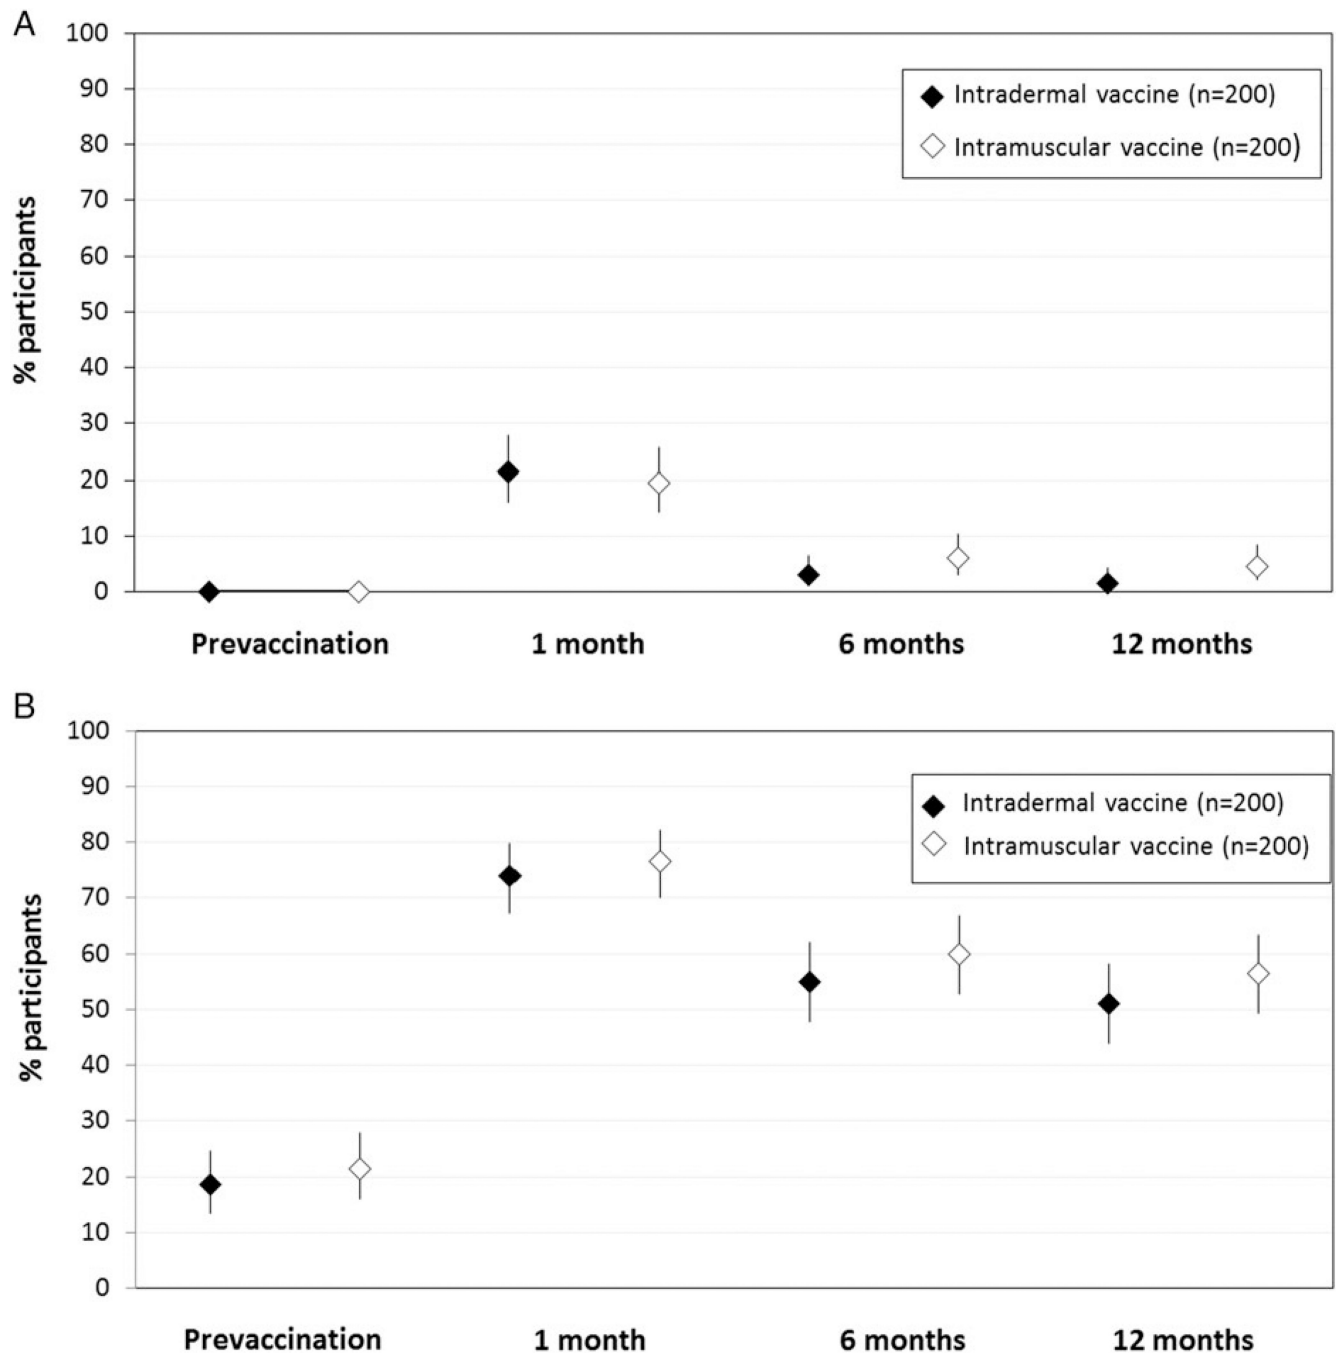 A
100
90
80
70
60
50
40
30
20
10
0
% participants
Intradermal vaccine (n=200)
Intramuscular vaccine (n=200)
Prevaccination 1 month 6 months 12 months
B
100
90
80
70
60
50
40
30
20
10
0
% participants
Intradermal vaccine (n=200)
Intramuscular vaccine (n=200)
Prevaccination 1 month 6 months 12 months